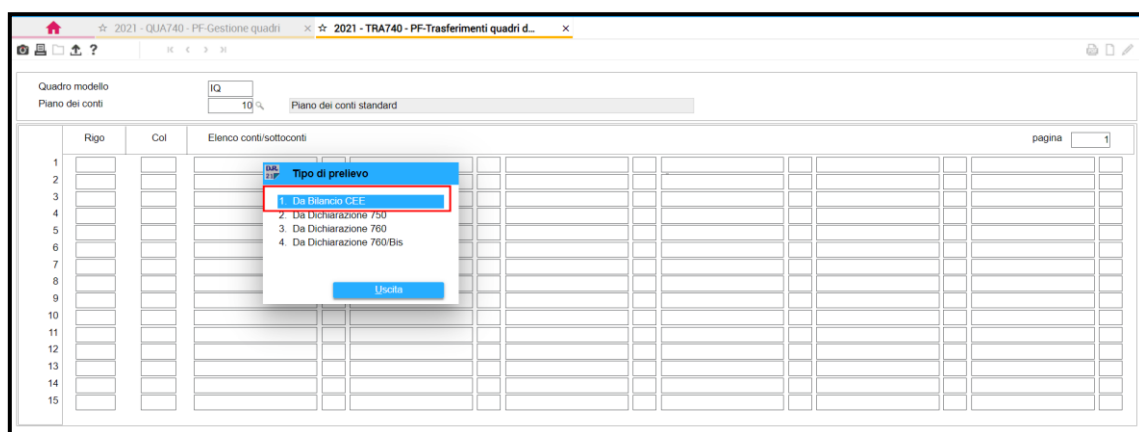 ☆ 2021 - QUA740 - PF-Gestione quadri × ☆ 2021 - TRA740 - PF-Trasferimenti quadri d... ×
?
Quadro modello IQ
Piano dei conti 10 Piano dei conti standard
Rigo Col Elenco conti/sottoconti pagina 1
1
Tipo di prelievo
2
3
1. Da Bilancio CEE
4
2. Da Dichiarazione 750
5
3. Da Dichiarazione 760
6
4. Da Dichiarazione 760/Bis
7
8
Uscita
9
10
11
12
13
14
15